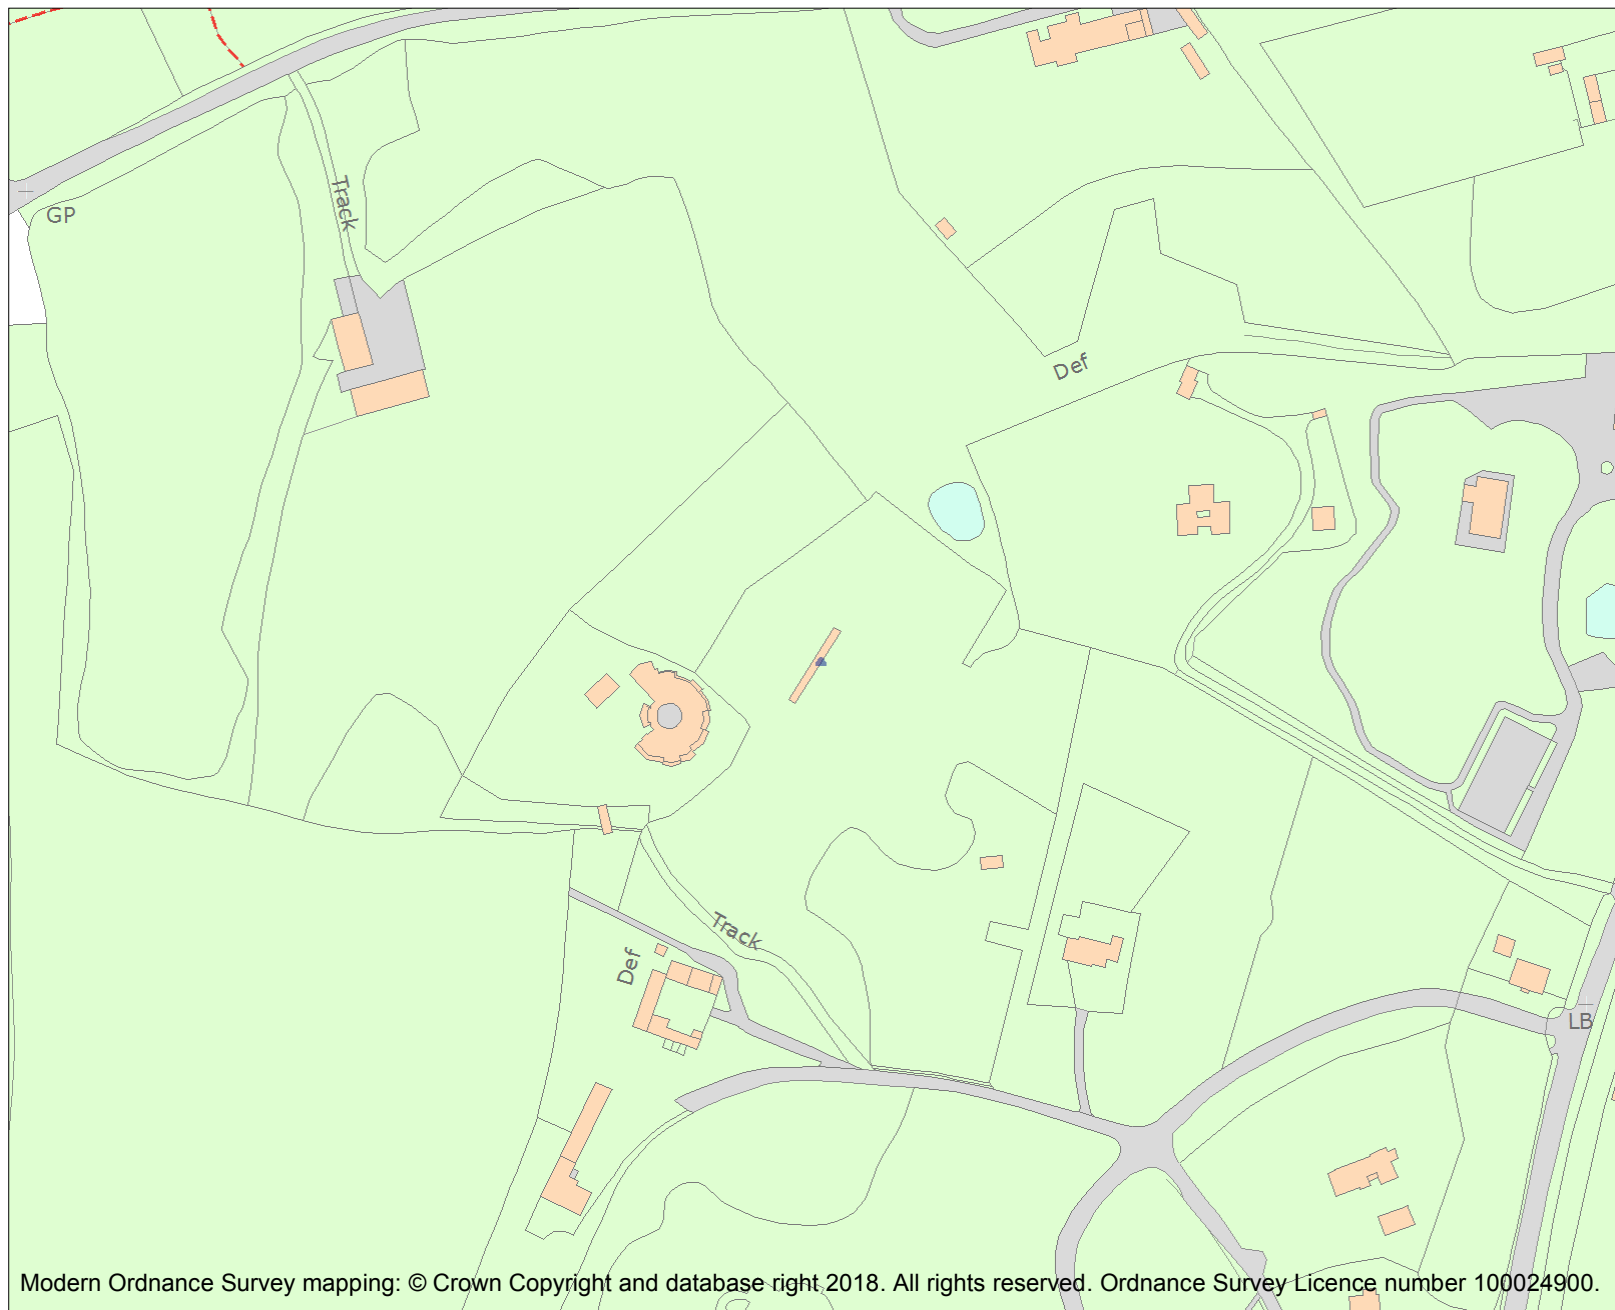 GP
Track
Def
Track
Def
LB
Modern Ordnance Survey mapping: © Crown Copyright and database right 2018. All rights reserved. Ordnance Survey Licence number 100024900.